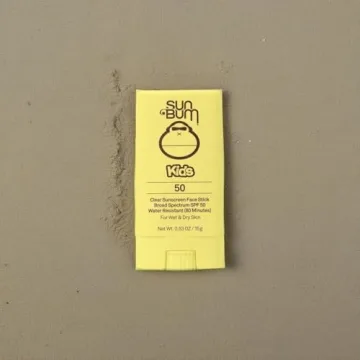 sun
BUM
Kids
50
Clear Sunscreen Face Stick
Broad Spectrum SPF 50
Water Resistant (80 Minutes)
For Wet & Dry Skin
Net Wt. 0.53 Oz / 15g